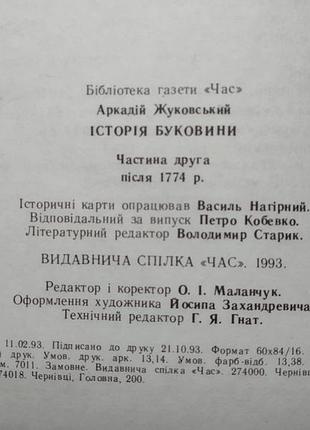 Бібліотека газети «Час»
Аркадій Жуковський
ІСТОРІЯ БУКОВИНИ
Частина друга
після 1774 р.
Історичні карти опрацював Василь Нагірний.
Відповідальний за випуск Петро Кобевко.
Літературний редактор Володимир Старик.
ВИДАВНИЧА СПІЛКА «ЧАС». 1993.
Редактор і коректор О. І. Маланчук.
Оформлення художника Йосипа Захандревича
Технічний редактор Г. Я. Гнат.
11.02.93. Підписано до друку 21.10.93. Формат 60х84/16.
друк. Умов. друк. арк. 13,14. Умов. фарб-відб. 13,38.
м. 7011. Замовне. Видавнича спілка «Час». 274000. Чернівц
274018. Чернівці, Головна, 200.